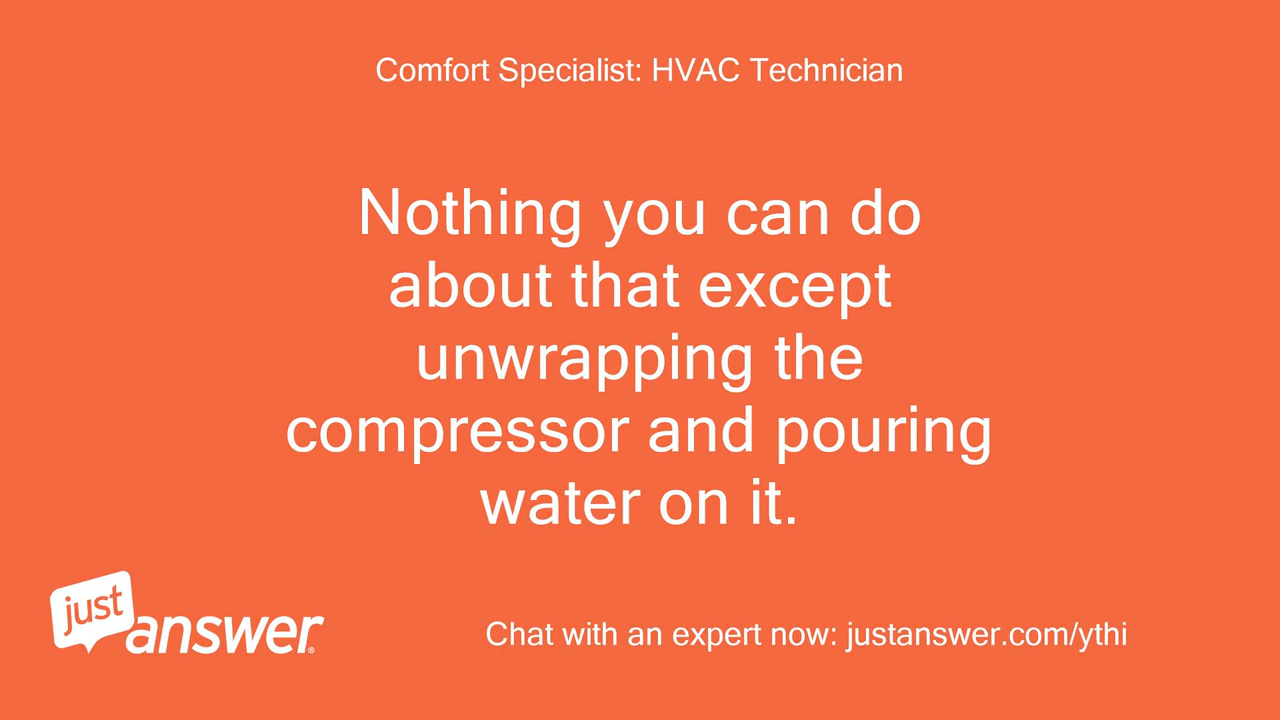 Comfort Specialist: HVAC Technician
Nothing you can do
about that except
unwrapping the
compressor and pouring
water on it.
just
answer®
Chat with an expert now: justanswer.com/ythi